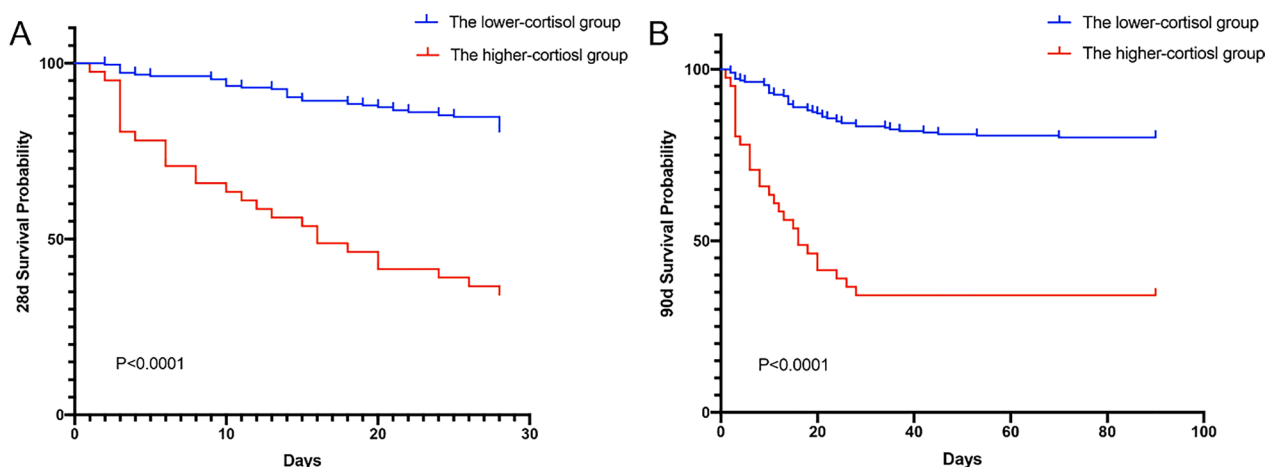 A
The lower-cortisol group
The higher-cortiosl group
28d Survival Probability
100
50
0
P<0.0001
0 10 20 30
Days
B
The lower-cortisol group
The higher-cortiosl group
90d Survival Probability
100
50
0
P<0.0001
0 20 40 60 80 100
Days